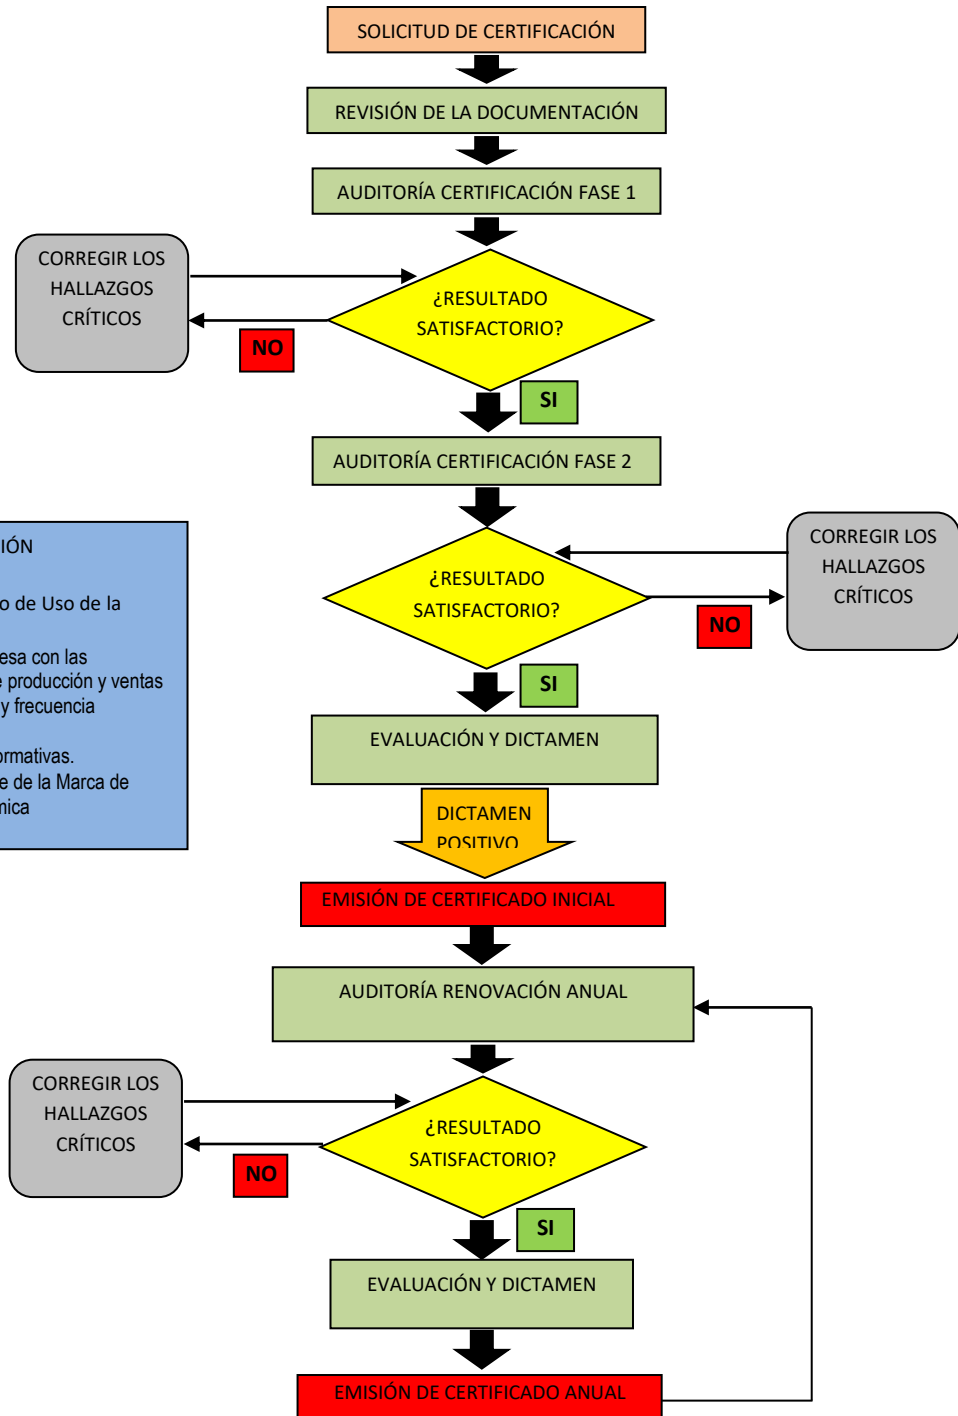 SOLICITUD DE CERTIFICACIÓN
REVISIÓN DE LA DOCUMENTACIÓN
AUDITORÍA CERTIFICACIÓN FASE 1
CORREGIR LOS
HALLAZGOS
CRÍTICOS
¿RESULTADO
SATISFACTORIO?
NO
SI
AUDITORÍA CERTIFICACIÓN FASE 2
IÓN
o de Uso de la
esa con las
e producción y ventas
y frecuencia
ormativas.
e de la Marca de
mica
¿RESULTADO
SATISFACTORIO?
CORREGIR LOS
HALLAZGOS
CRÍTICOS
NO
SI
EVALUACIÓN Y DICTAMEN
DICTAMEN
POSITIVO
EMISIÓN DE CERTIFICADO INICIAL
AUDITORÍA RENOVACIÓN ANUAL
CORREGIR LOS
HALLAZGOS
CRÍTICOS
¿RESULTADO
SATISFACTORIO?
NO
SI
EVALUACIÓN Y DICTAMEN
EMISIÓN DE CERTIFICADO ANUAL